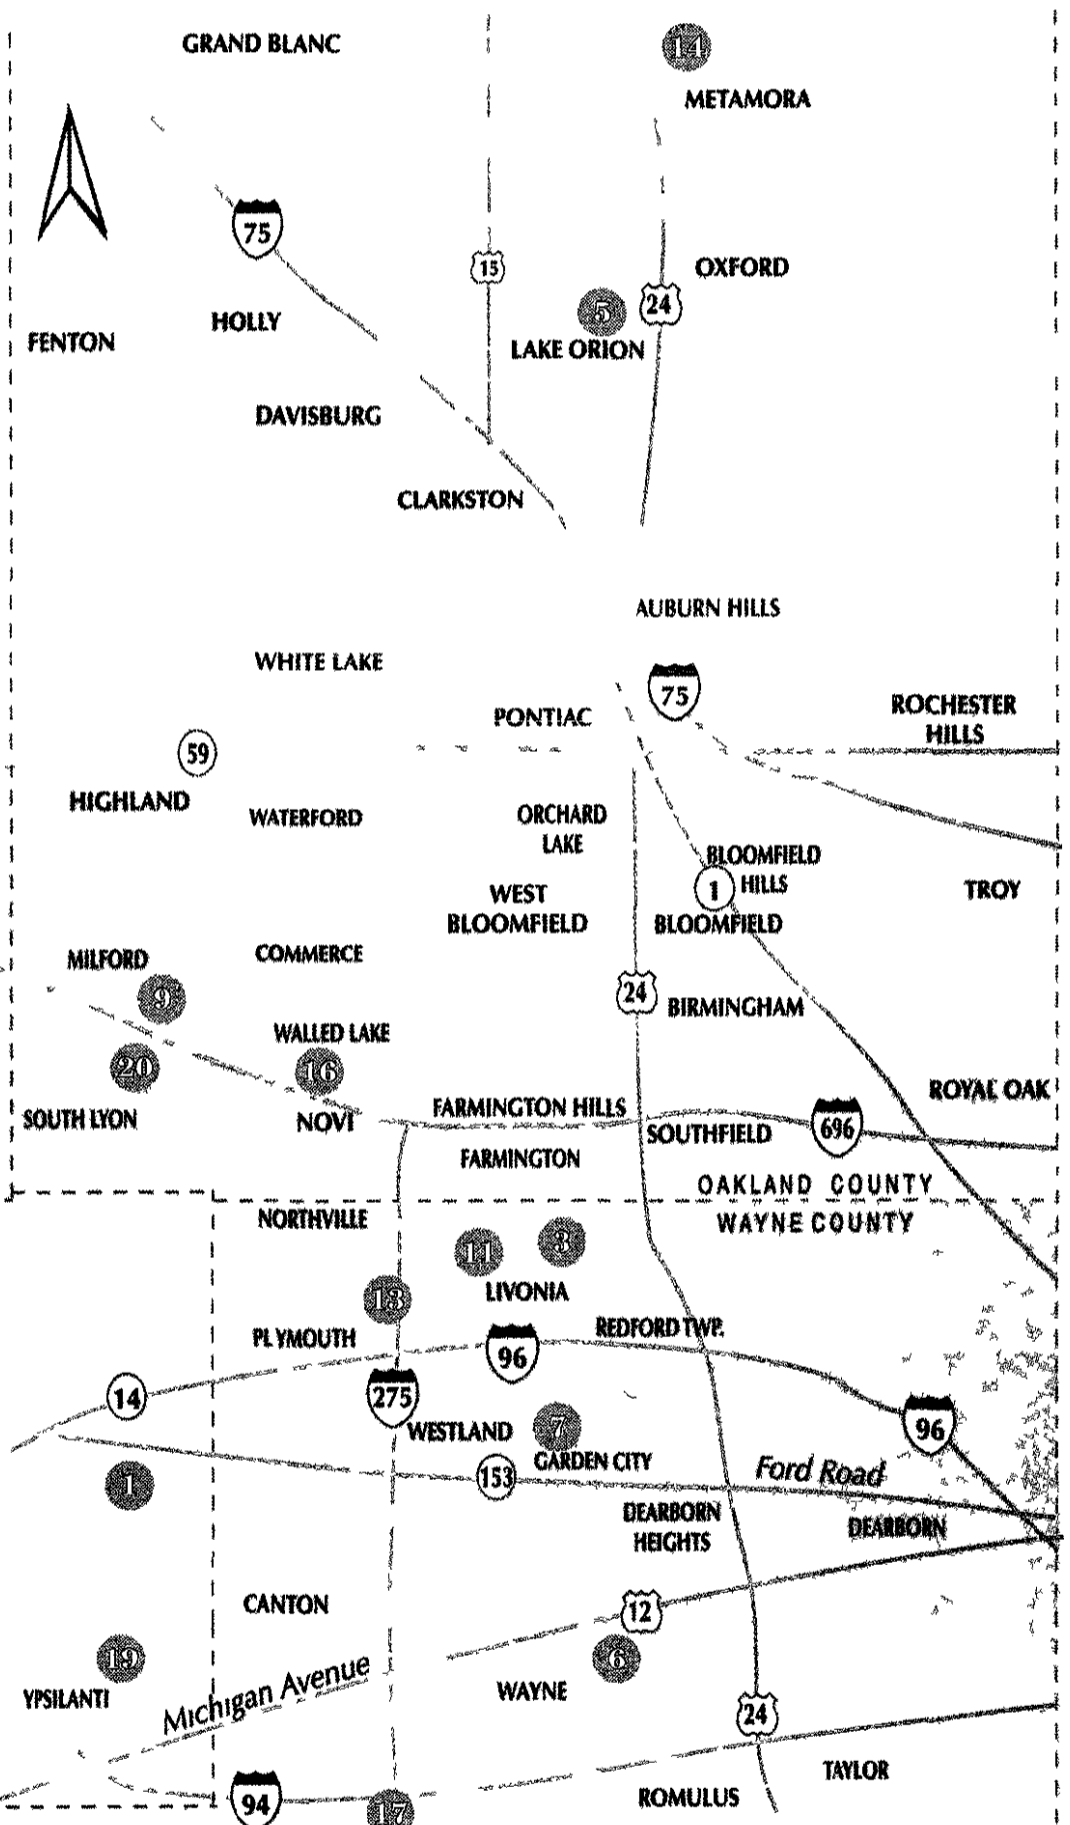 GRAND BLANC
14
METAMORA
75
15
OXFORD
5
24
HOLLY
FENTON
LAKE ORION
DAVISBURG
CLARKSTON
AUBURN HILLS
WHITE LAKE
75
PONTIAC
ROCHESTER
HILLS
59
HIGHLAND
WATERFORD
ORCHARD
LAKE
BLOOMFIELD
HILLS
1
TROY
WEST
BLOOMFIELD
BLOOMFIELD
MILFORD
COMMERCE
9
24
BIRMINGHAM
WALLED LAKE
20
16
ROYAL OAK
SOUTH LYON
NOVI
FARMINGTON HILLS
SOUTHFIELD
696
FARMINGTON
OAKLAND COUNTY
NORTHVILLE
WAYNE COUNTY
11
3
LIVONIA
13
PLYMOUTH
REDFORD TWP.
96
14
275
WESTLAND
7
96
GARDEN CITY
153
Ford Road
1
DEARBORN
HEIGHTS
DEARBORN
CANTON
12
19
6
YPSILANTI
Michigan Avenue
WAYNE
24
TAYLOR
94
17
ROMULUS